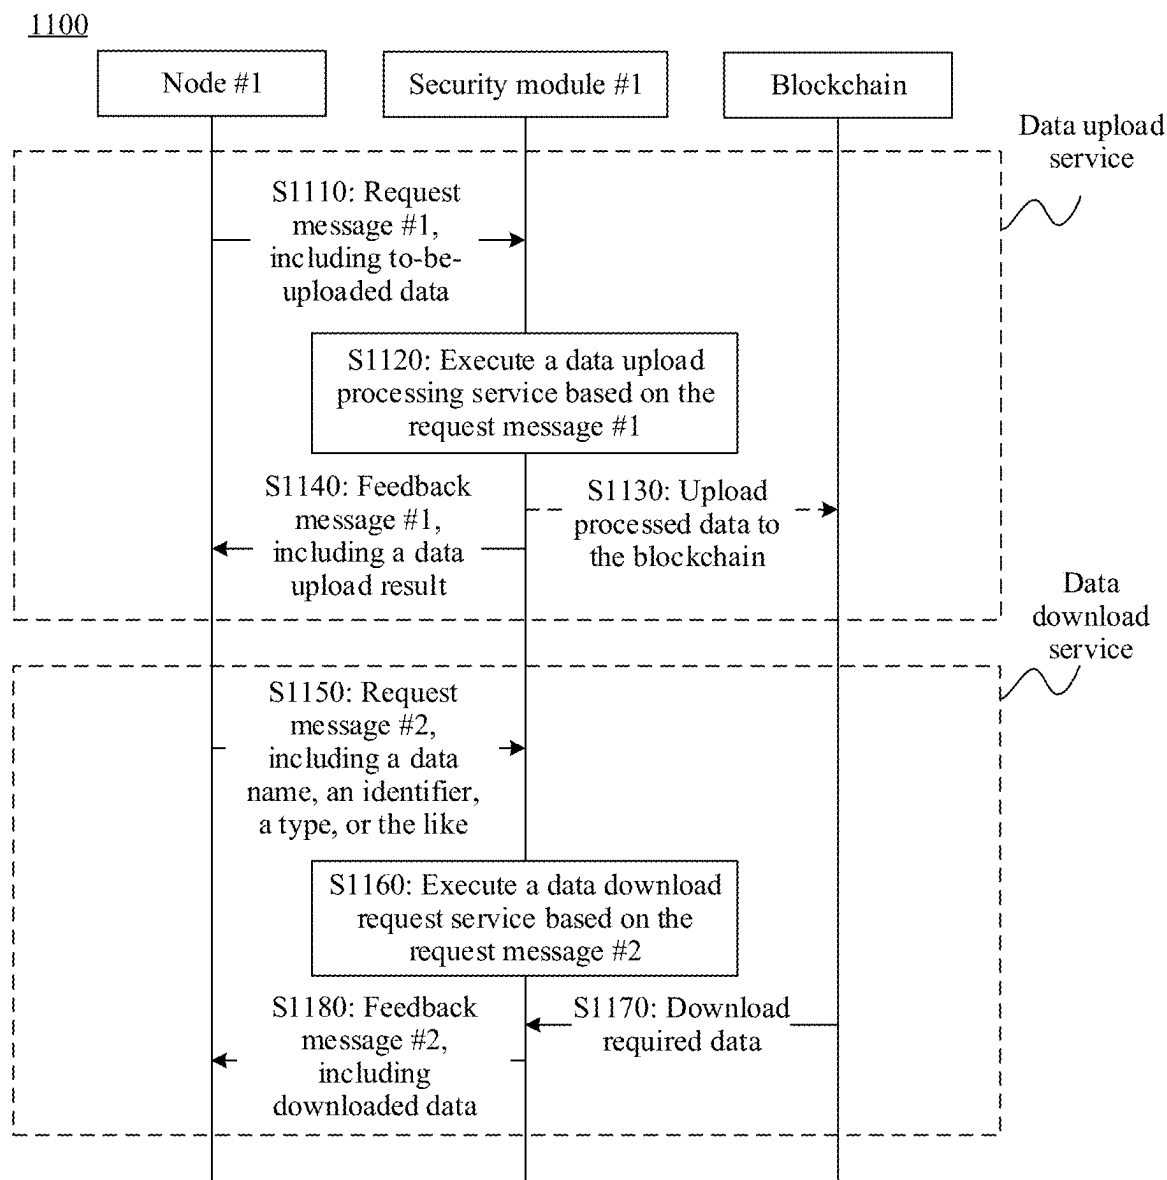 1100
Node #1
Security module #1
Blockchain
Data upload
service
S1110: Request
message #1,
including to-be-
uploaded data
S1120: Execute a data upload
processing service based on the
request message #1
S1140: Feedback
message #1,
including a data
upload result
S1130: Upload
processed data to
the blockchain
Data
download
service
S1150: Request
message #2,
including a data
name, an identifier,
a type, or the like
S1160: Execute a data download
request service based on the
request message #2
S1180: Feedback
message #2,
including
downloaded data
S1170: Download
required data